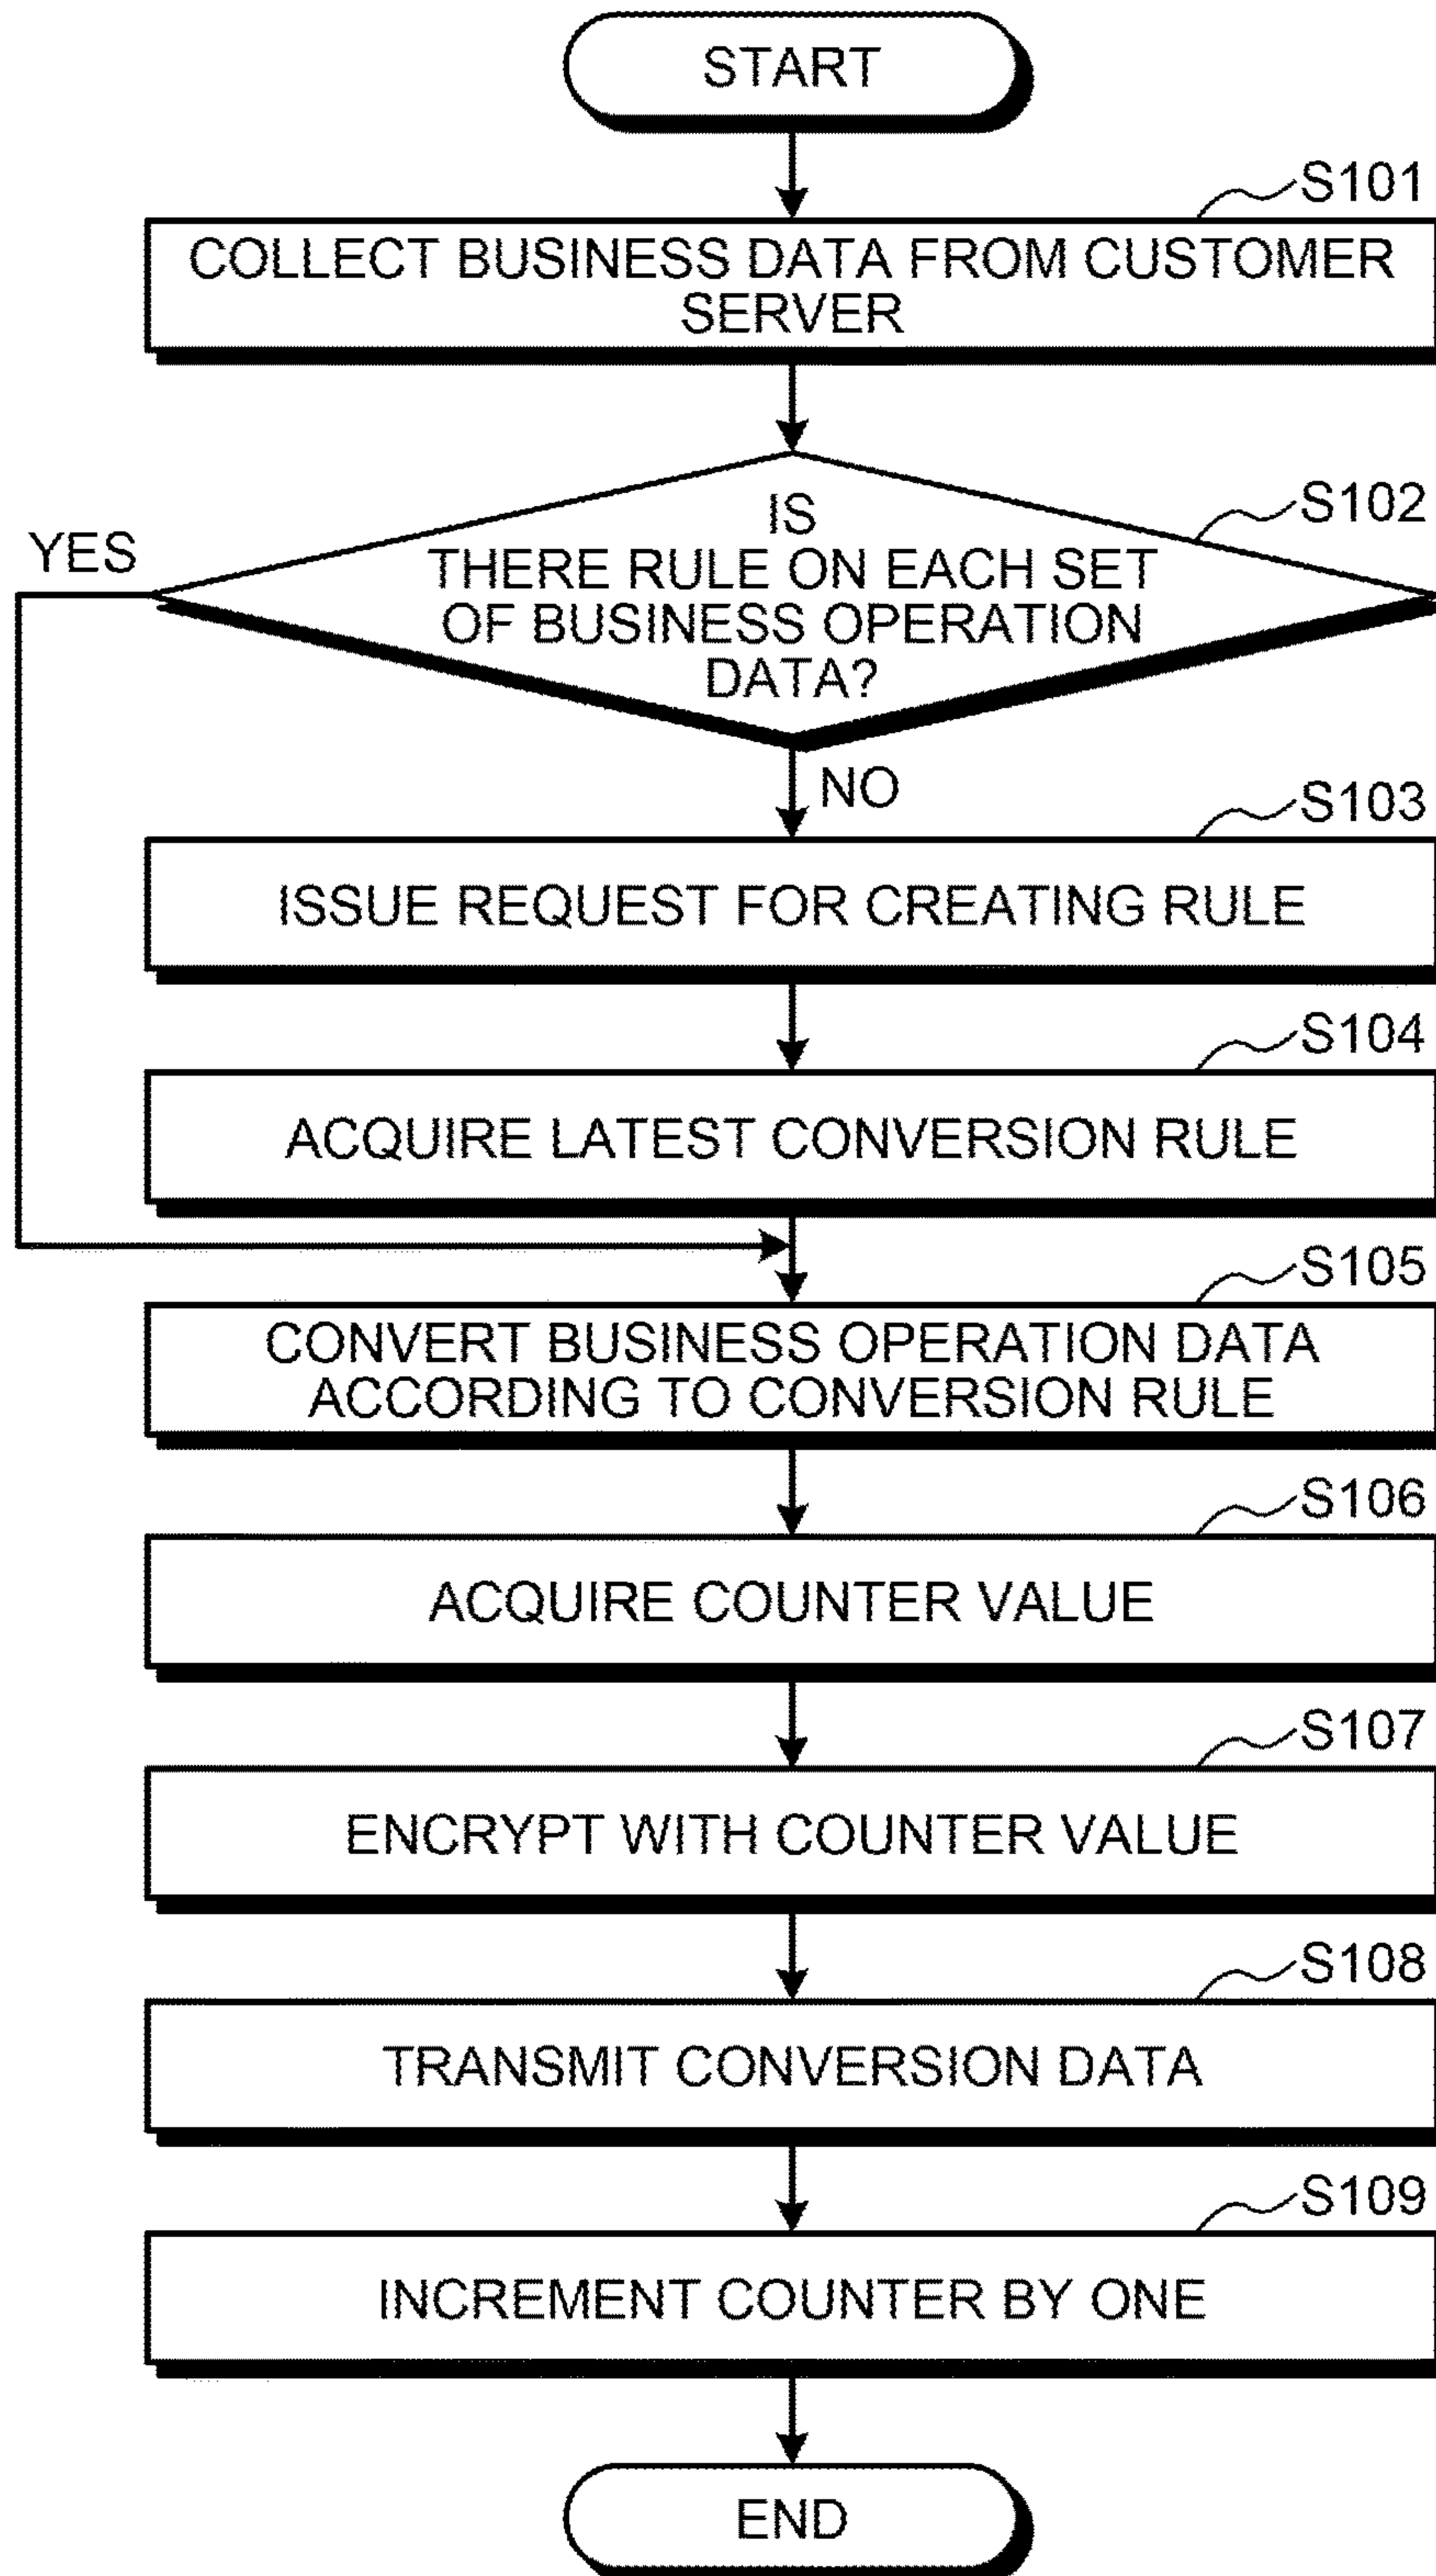 START
S101
COLLECT BUSINESS DATA FROM CUSTOMER
SERVER
S102
YES
IS
THERE RULE ON EACH SET
OF BUSINESS OPERATION
DATA?
NO
S103
ISSUE REQUEST FOR CREATING RULE
S104
ACQUIRE LATEST CONVERSION RULE
S105
CONVERT BUSINESS OPERATION DATA
ACCORDING TO CONVERSION RULE
S106
ACQUIRE COUNTER VALUE
S107
ENCRYPT WITH COUNTER VALUE
S108
TRANSMIT CONVERSION DATA
S109
INCREMENT COUNTER BY ONE
END